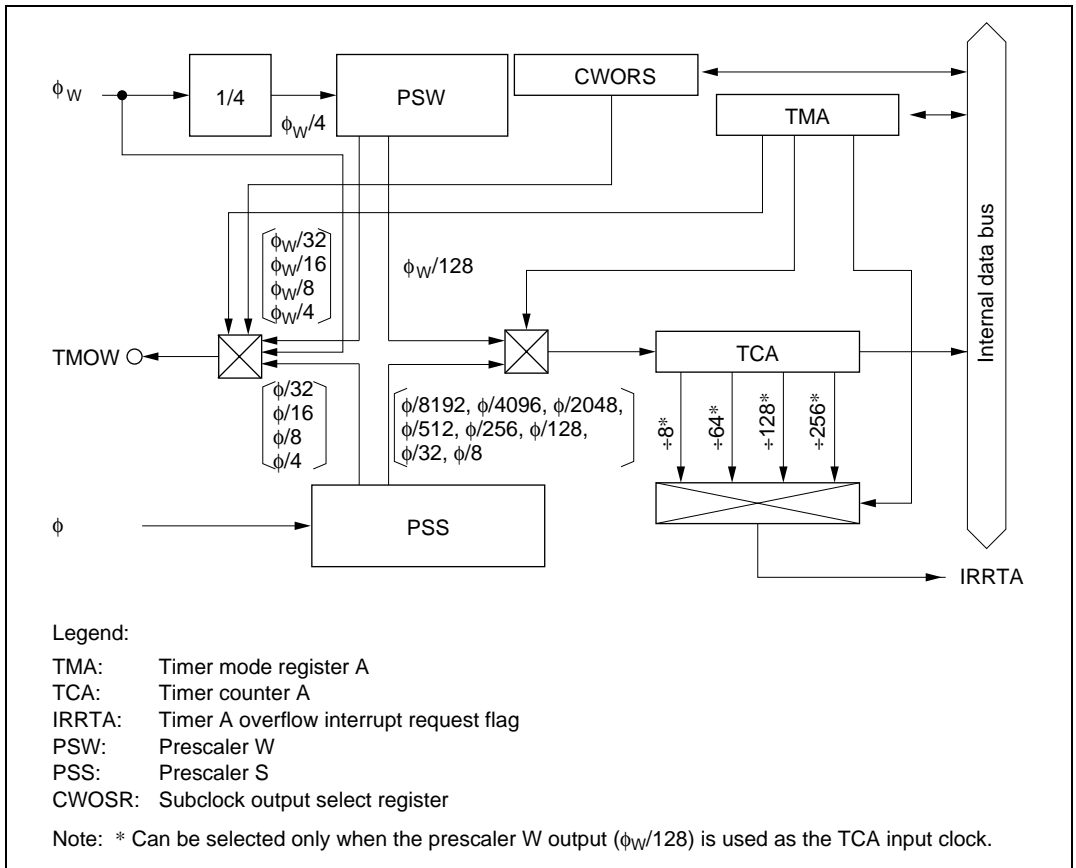 ϕW
1/4
ϕW/4
PSW
CWORS
TMA
ϕW/32
ϕW/16
ϕW/8
ϕW/4
ϕW/128
TMOW
TCA
Internal data bus
ϕ/32
ϕ/16
ϕ/8
ϕ/4
ϕ/8192, ϕ/4096, ϕ/2048,
ϕ/512, ϕ/256, ϕ/128,
ϕ/32, ϕ/8
÷8*
÷64*
÷128*
÷256*
ϕ
PSS
IRRTA
Legend:
TMA: Timer mode register A
TCA: Timer counter A
IRRTA: Timer A overflow interrupt request flag
PSW: Prescaler W
PSS: Prescaler S
CWOSR: Subclock output select register
Note: * Can be selected only when the prescaler W output (ϕW/128) is used as the TCA input clock.